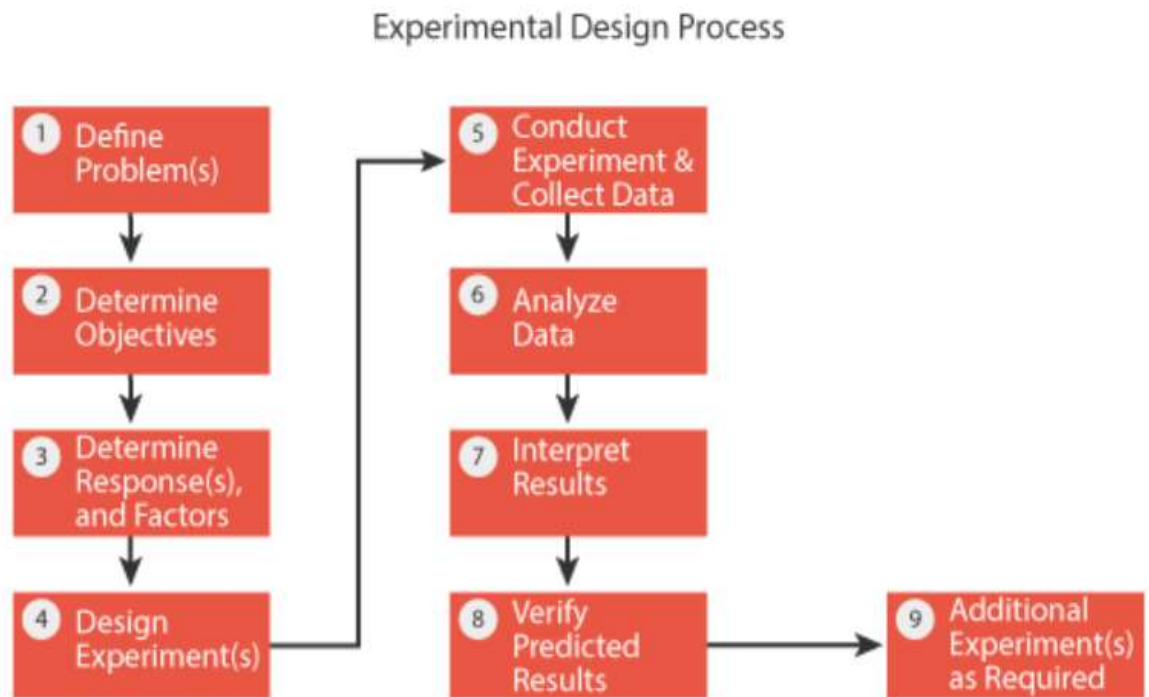 Experimental Design Process
1 Define
Problem(s)
2 Determine
Objectives
3 Determine
Response(s),
and Factors
4 Design
Experiment(s)
5 Conduct
Experiment &
Collect Data
6 Analyze
Data
7 Interpret
Results
8 Verify
Predicted
Results
9 Additional
Experiment(s)
as Required